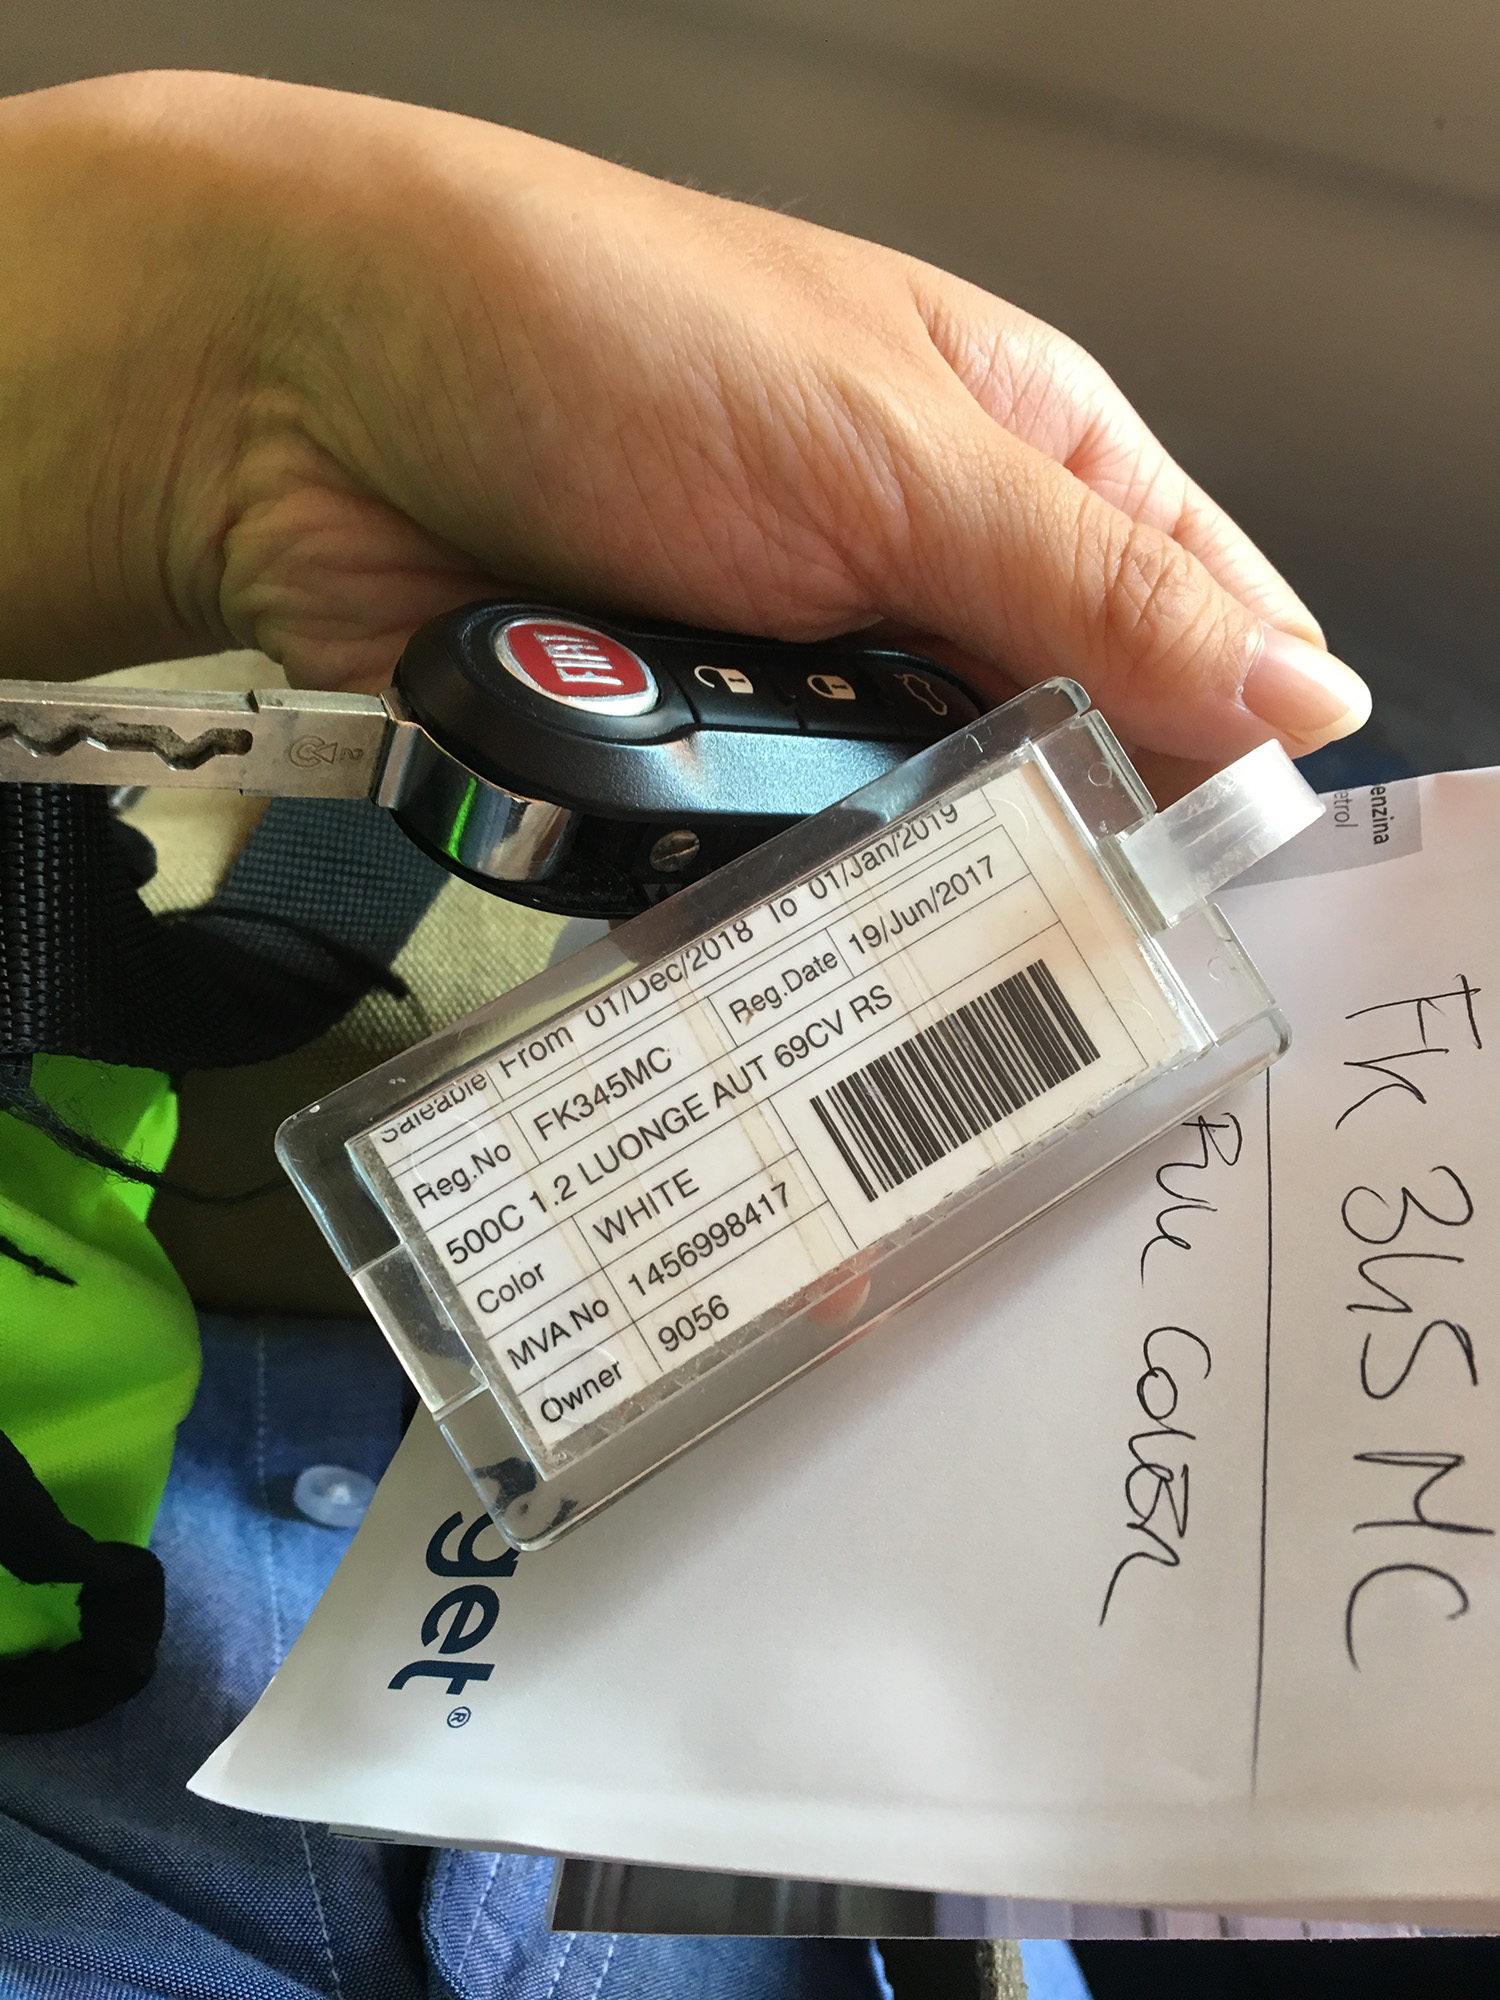 FIAT
Saleable From 01/Dec/2018 To 01/Jan/2019
Reg.No FK345MC Reg.Date 19/Jun/2017
500C 1.2 LUONGE AUT 69CV RS
Color WHITE
MVA No 1456998417
Owner 9056
enzina
etrol
FK 345 MC
get®